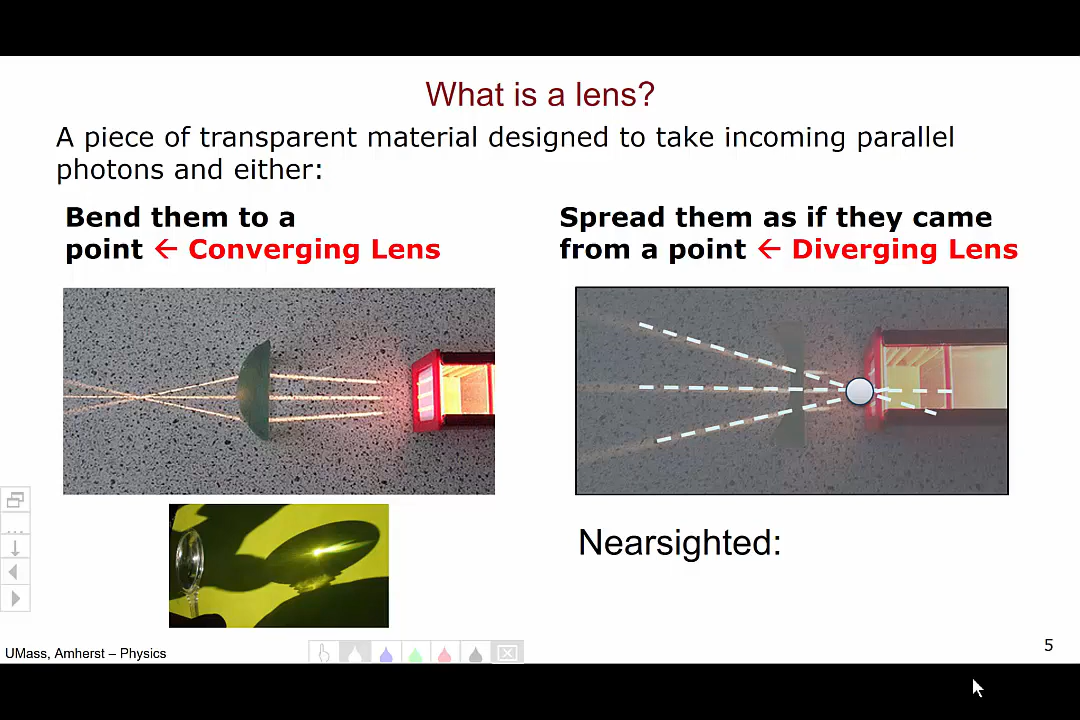 What is a lens?
A piece of transparent material designed to take incoming parallel
photons and either:
Bend them to a
point ← Converging Lens
Spread them as if they came
from a point ← Diverging Lens
Nearsighted:
UMass, Amherst – Physics
5